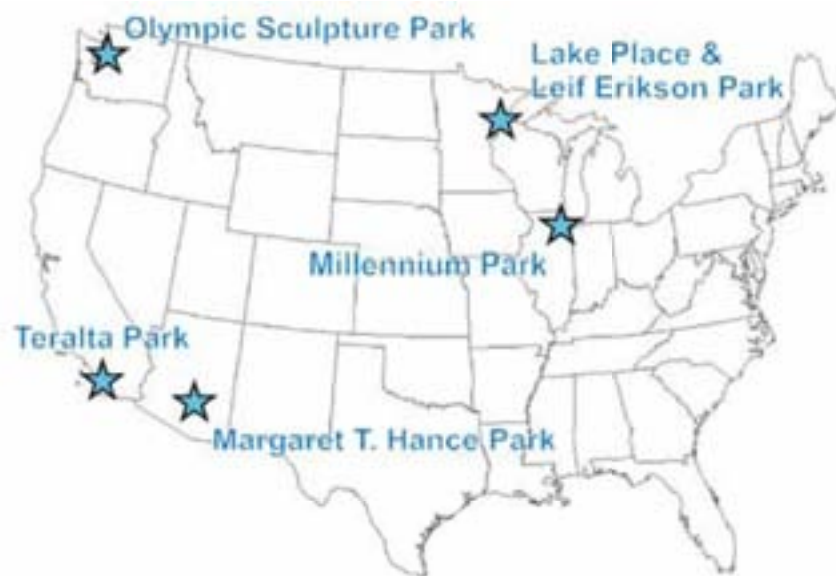 Olympic Sculpture Park
Lake Place &
Leif Erikson Park
Millennium Park
Teralta Park
Margaret T. Hance Park